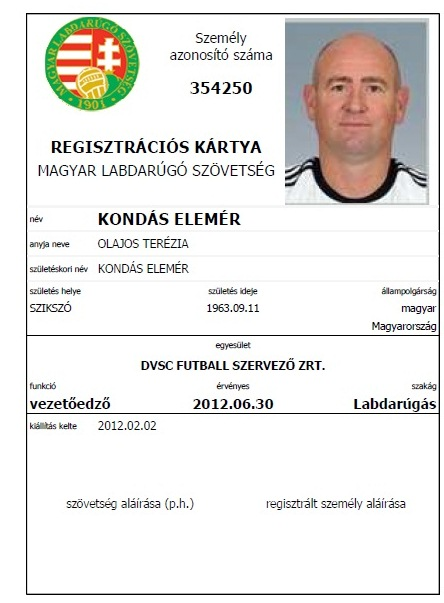 MAGYAR LABDARÚGÓ SZÖVETSÉG
1901
Személy
azonosító száma
354250
REGISZTRÁCIÓS KÁRTYA
MAGYAR LABDARÚGÓ SZÖVETSÉG
név KONDÁS ELEMÉR
anyja neve OLAJOS TERÉZIA
születéskori név KONDÁS ELEMÉR
születés helye születés ideje állampolgárság
SZIKSZÓ 1963.09.11 magyar
Magyarország
egyesület
DVSC FUTBALL SZERVEZŐ ZRT.
funkció érvényes szakág
vezetőedző 2012.06.30 Labdarúgás
kiállítás kelte 2012.02.02
szövetség aláírása (p.h.) regisztrált személy aláírása